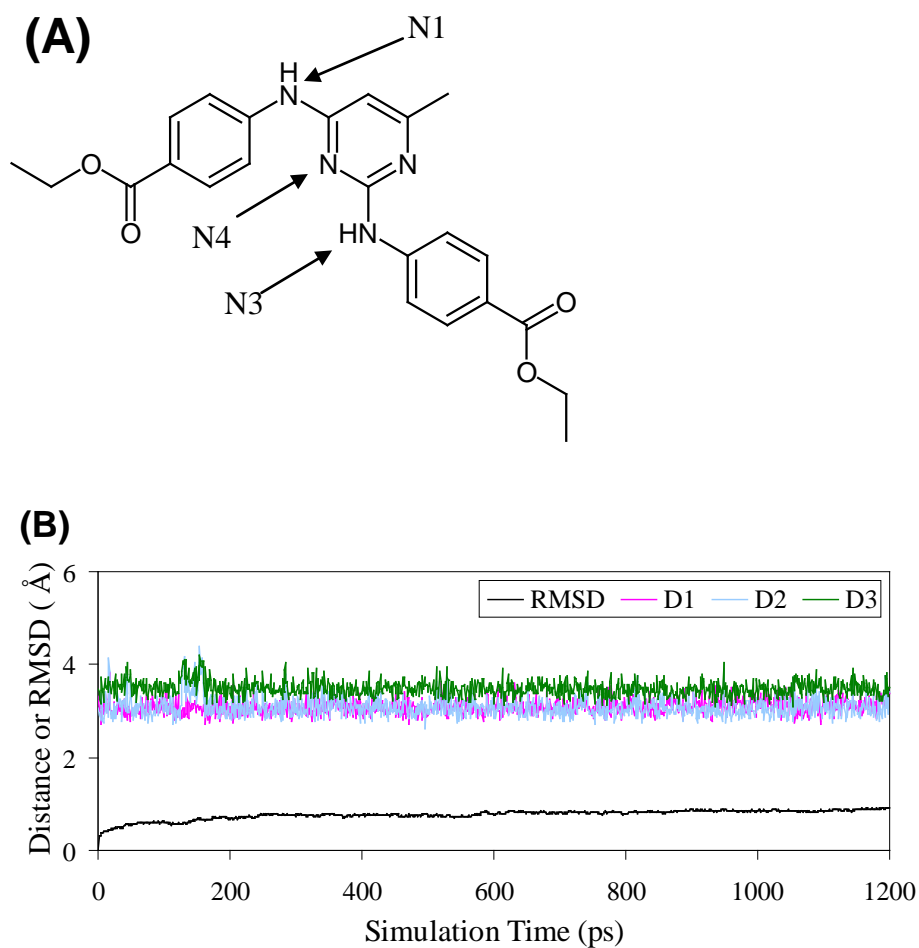 (A)
N1
H
N
O
O
N
N
N4
HN
N3
O
O
(B)
RMSD D1 D2 D3
Distance or RMSD ( Å)
6
4
2
0
0 200 400 600 800 1000 1200
Simulation Time (ps)